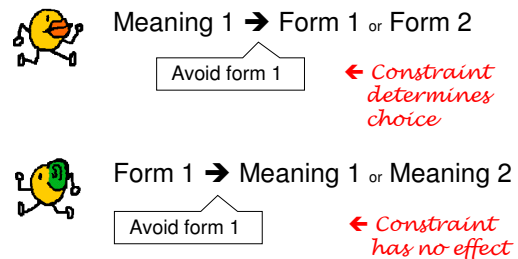 Meaning 1 → Form 1 or Form 2
Avoid form 1
← Constraint
determines
choice
Form 1 → Meaning 1 or Meaning 2
Avoid form 1
← Constraint
has no effect